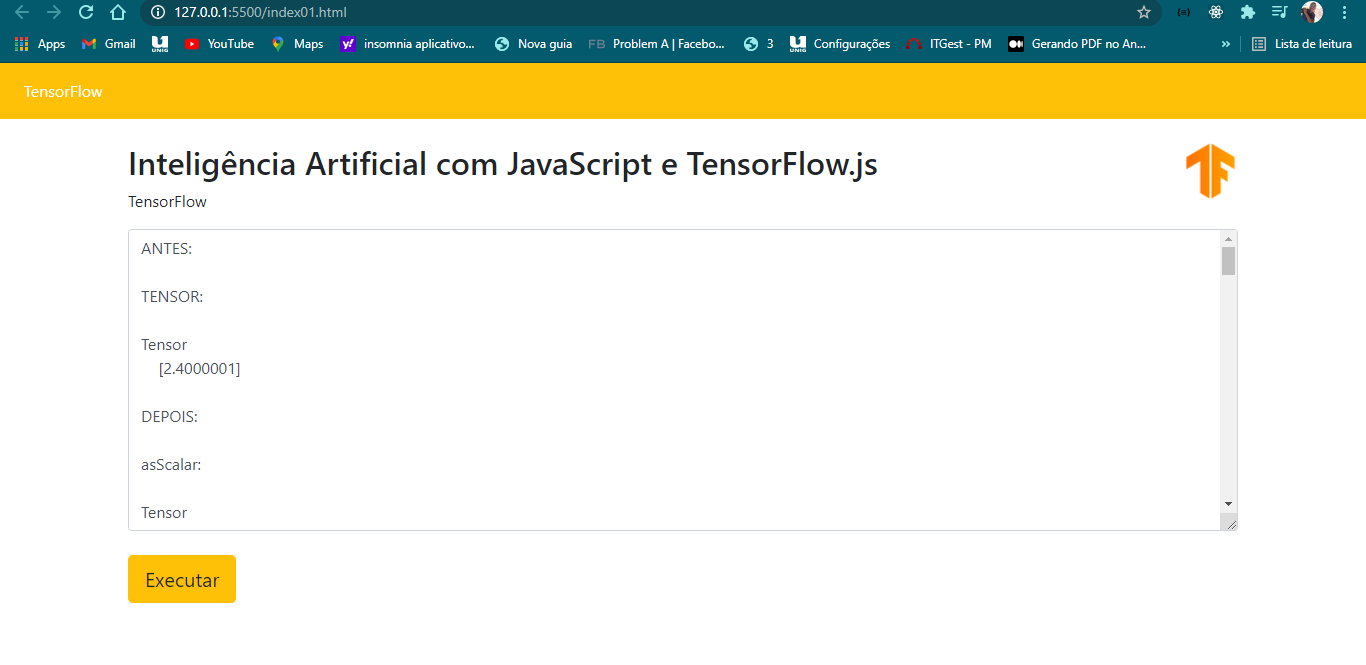 127.0.0.1:5500/index01.html
Apps Gmail UNIG YouTube Maps y! insomnia aplicativo... Nova guia FB Problem A | Facebo... 3 UNIG Configurações ITGest - PM Gerando PDF no An... » Lista de leitura
TensorFlow
Inteligência Artificial com JavaScript e TensorFlow.js
TensorFlow
ANTES:
TENSOR:
Tensor
[2.4000001]
DEPOIS:
asScalar:
Tensor
Executar